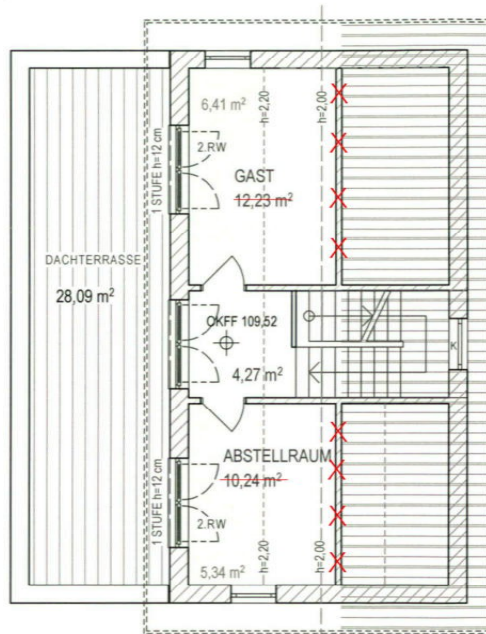 6,41 m²
h=2,20
h=2,00
1 STUFE h=12 cm
2.RW
GAST
12,23 m²
DACHTERRASSE
28,09 m²
OKFF 109,52
K
4,27 m²
ABSTELLRAUM
10,24 m²
1 STUFE h=12 cm
2.RW
h=2,20
h=2,00
5,34 m²